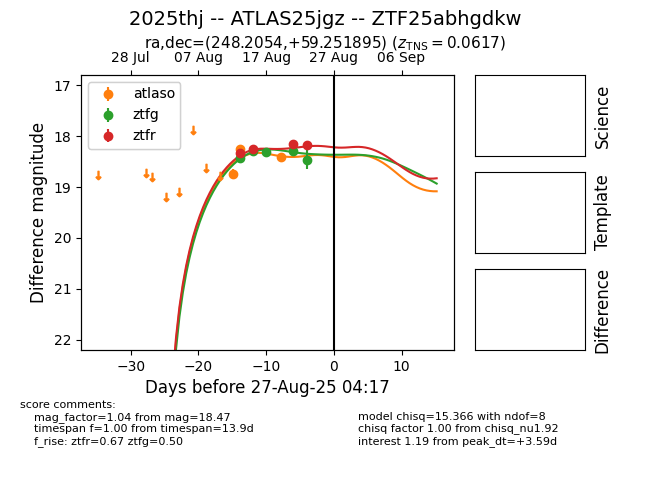 2025thj -- ATLAS25jgz -- ZTF25abhgdkw
ra,dec=(248.2054,+59.251895) (z_TNS = 0.0617)
28 Jul 07 Aug 17 Aug 27 Aug 06 Sep
atlaso
ztfg
ztfr
17
18
19
20
21
22
Difference magnitude
−30 −20 −10 0 10
Days before 27-Aug-25 04:17
Science
Template
Difference
score comments:
mag_factor=1.04 from mag=18.47
timespan f=1.00 from timespan=13.9d
f_rise: ztfr=0.67 ztfg=0.50
model chisq=15.366 with ndof=8
chisq factor 1.00 from chisq_nu1.92
interest 1.19 from peak_dt=+3.59d